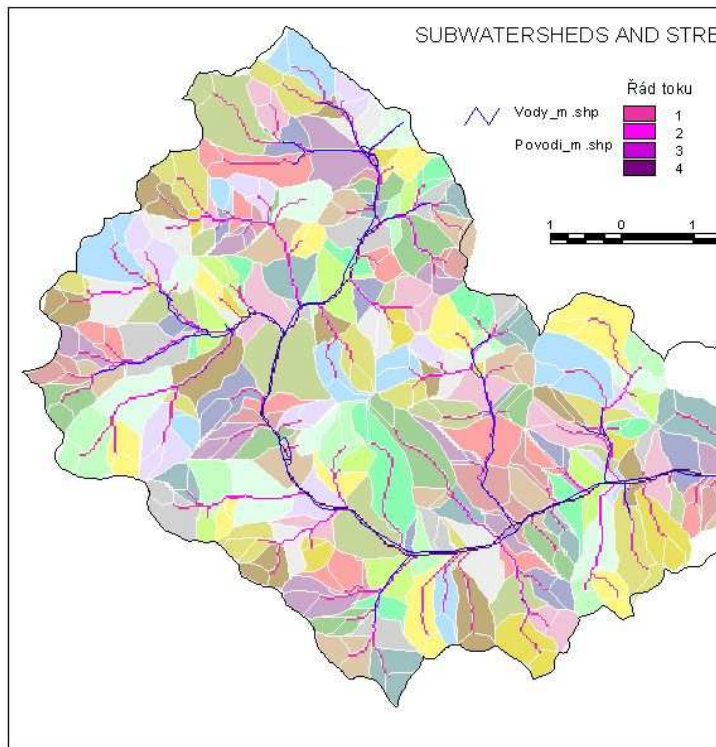 SUBWATERSHEDS AND STRE
Řád toku
Vody_m .shp
Povodi_m .shp
1
2
3
4
1 0 1